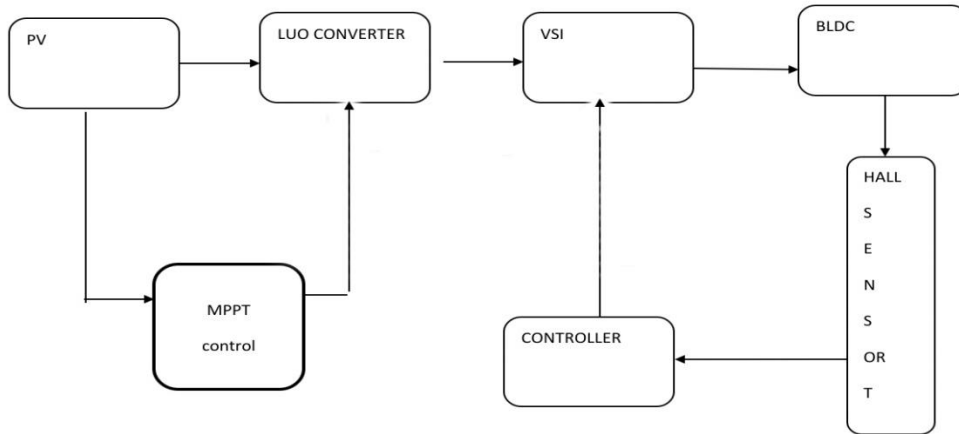 PV
LUO CONVERTER
VSI
BLDC
HALL
S
E
N
S
OR
T
MPPT
control
CONTROLLER